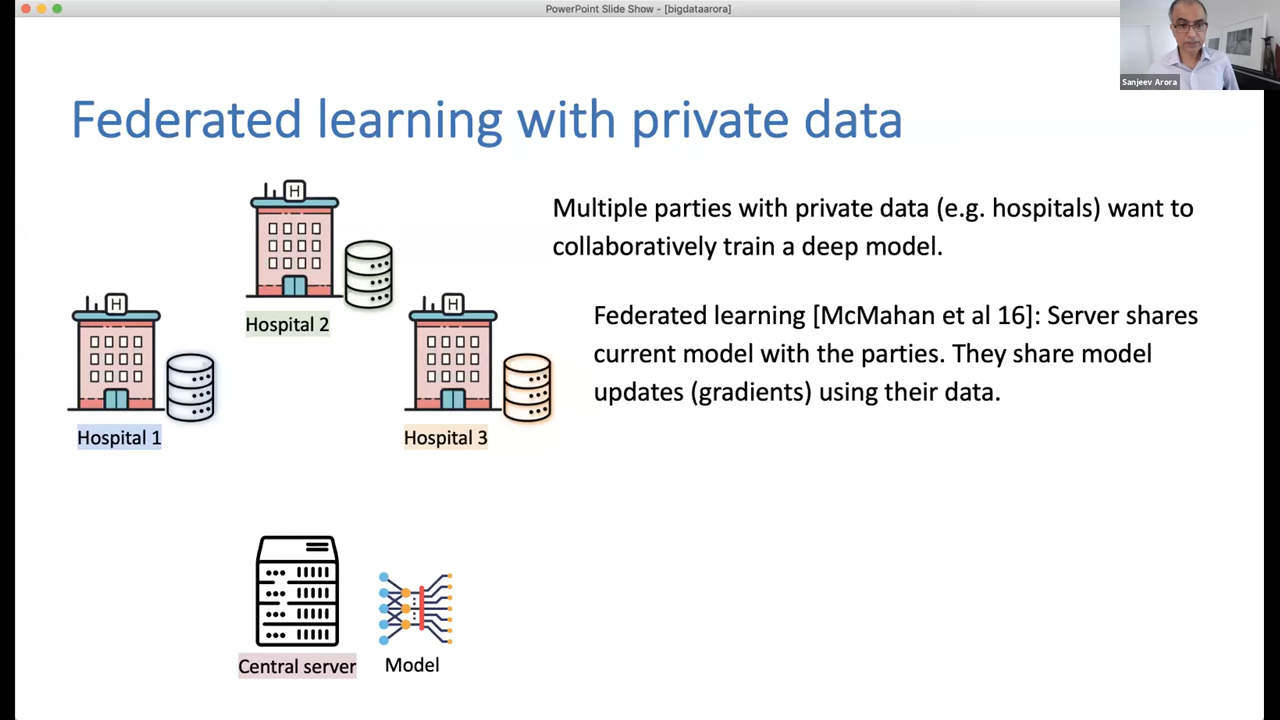 PowerPoint Slide Show - [bigdataarora]
Sanjeev Arora
Federated learning with private data
H
Hospital 2
H
Hospital 1
H
Hospital 3
Multiple parties with private data (e.g. hospitals) want to
collaboratively train a deep model.
Federated learning [McMahan et al 16]: Server shares
current model with the parties. They share model
updates (gradients) using their data.
Central server
Model